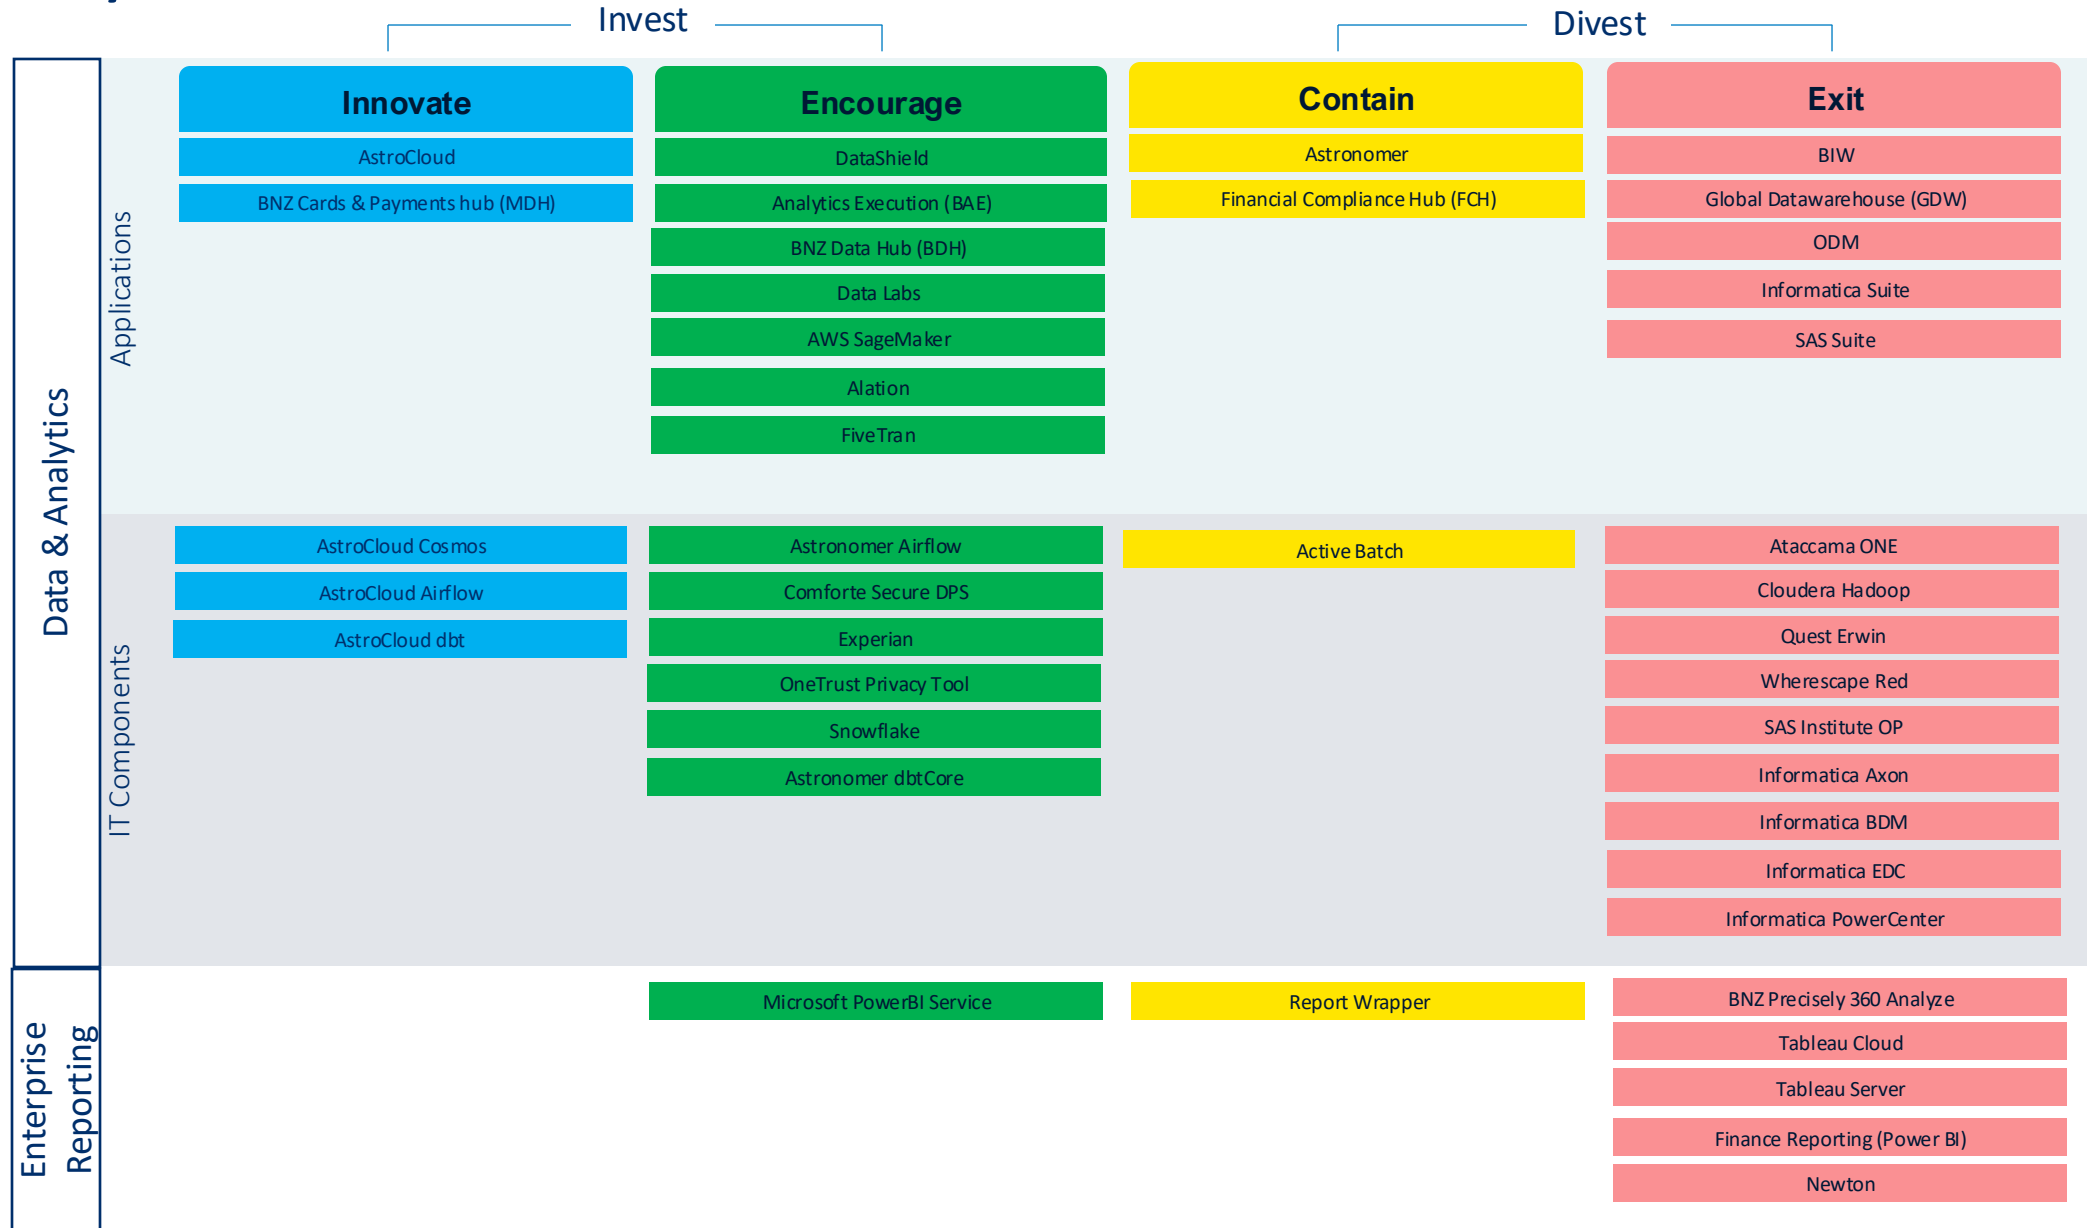 Invest
Divest
Data & Analytics
Applications
IT Components
Enterprise
Reporting
Innovate
AstroCloud
BNZ Cards & Payments hub (MDH)
AstroCloud Cosmos
AstroCloud Airflow
AstroCloud dbt
Encourage
DataShield
Analytics Execution (BAE)
BNZ Data Hub (BDH)
Data Labs
AWS SageMaker
Alation
FiveTran
Astronomer Airflow
Comforte Secure DPS
Experian
OneTrust Privacy Tool
Snowflake
Astronomer dbtCore
Microsoft PowerBI Service
Contain
Astronomer
Financial Compliance Hub (FCH)
Active Batch
Report Wrapper
Exit
BIW
Global Datawarehouse (GDW)
ODM
Informatica Suite
SAS Suite
Ataccama ONE
Cloudera Hadoop
Quest Erwin
Wherescape Red
SAS Institute OP
Informatica Axon
Informatica BDM
Informatica EDC
Informatica PowerCenter
BNZ Precisely 360 Analyze
Tableau Cloud
Tableau Server
Finance Reporting (Power BI)
Newton